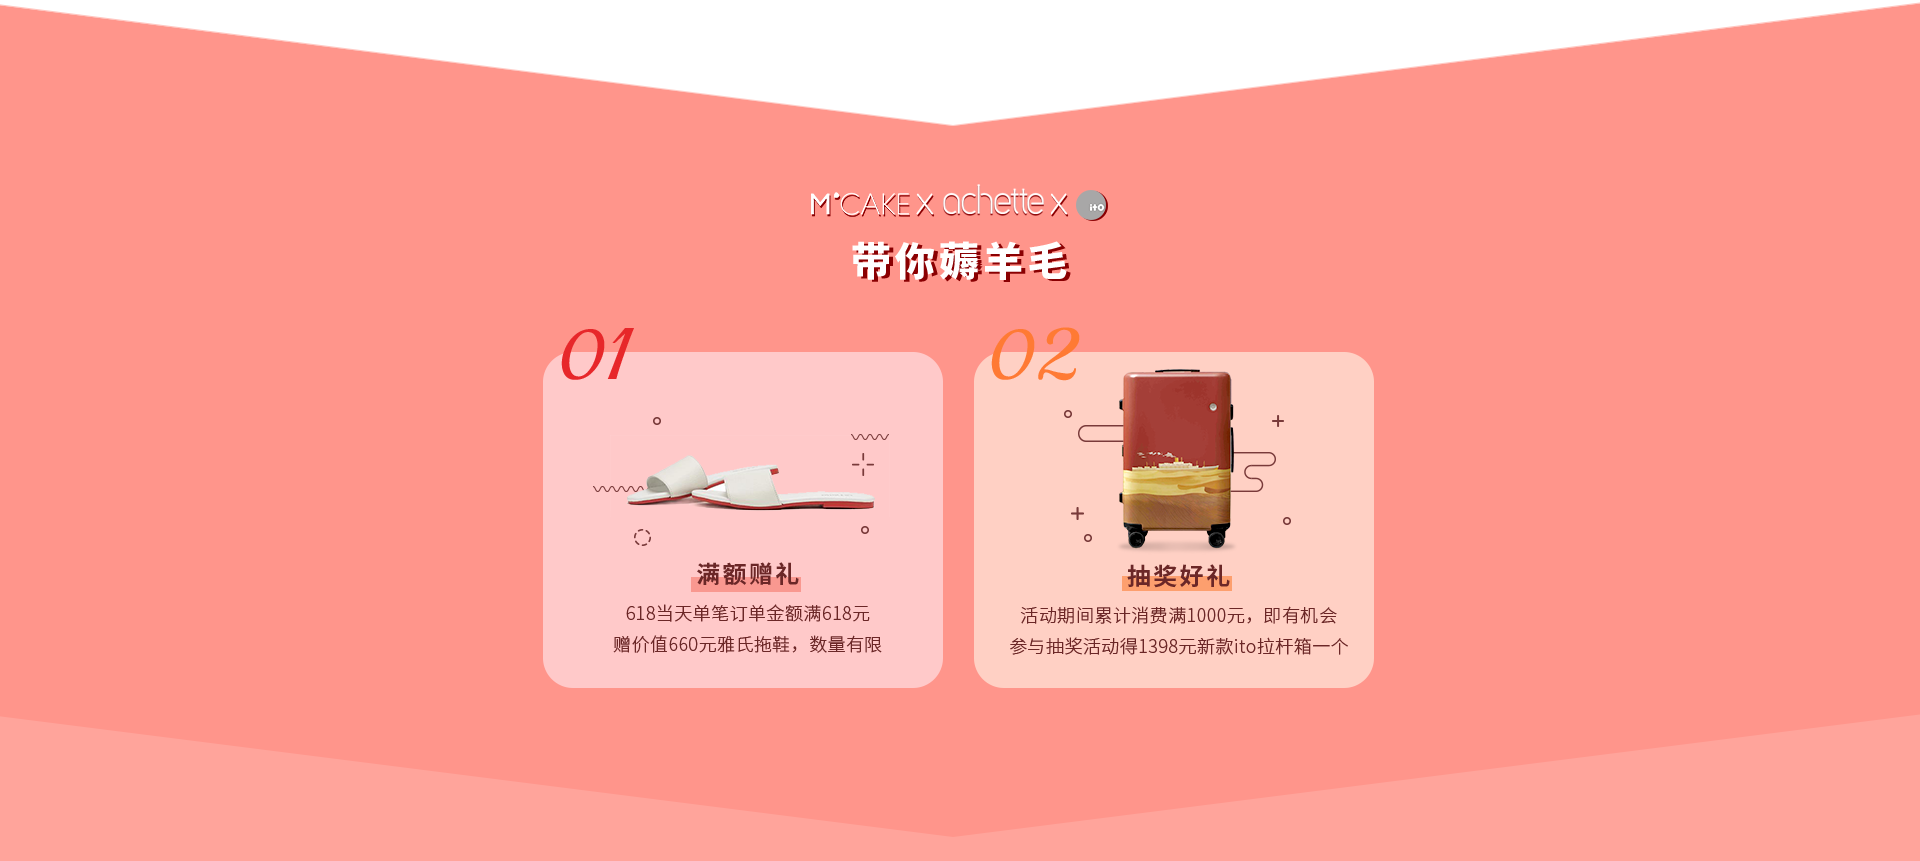 M'CAKE X achette X ito
带你薅羊毛
01
满额赠礼
618当天单笔订单金额满618元
赠价值660元雅氏拖鞋，数量有限
02
抽奖好礼
活动期间累计消费满1000元，即有机会
参与抽奖活动得1398元新款ito拉杆箱一个